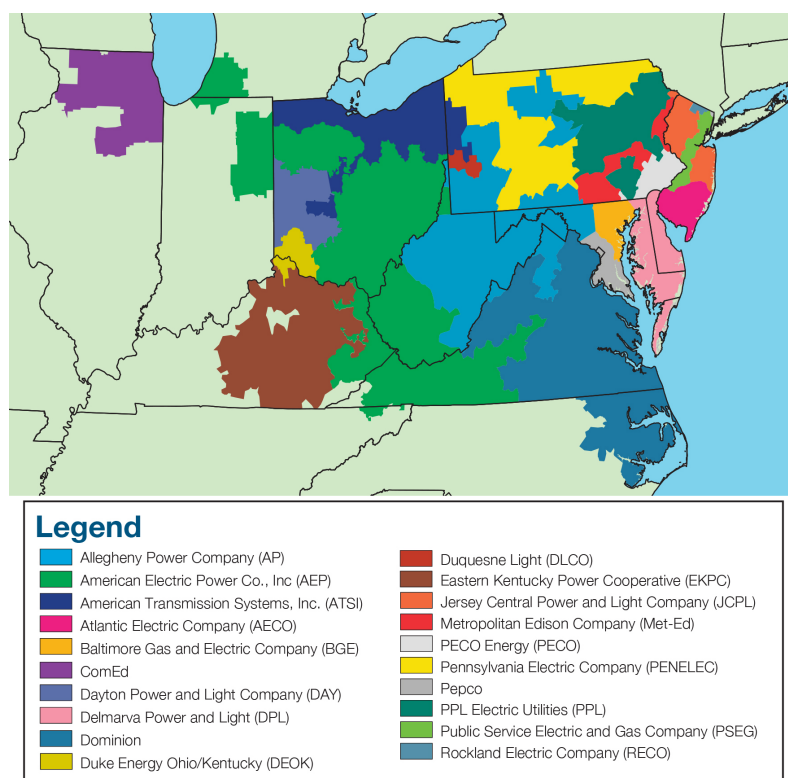 Legend
Allegheny Power Company (AP)
American Electric Power Co., Inc (AEP)
American Transmission Systems, Inc. (ATSI)
Atlantic Electric Company (AECO)
Baltimore Gas and Electric Company (BGE)
ComEd
Dayton Power and Light Company (DAY)
Delmarva Power and Light (DPL)
Dominion
Duke Energy Ohio/Kentucky (DEOK)
Duquesne Light (DLCO)
Eastern Kentucky Power Cooperative (EKPC)
Jersey Central Power and Light Company (JCPL)
Metropolitan Edison Company (Met-Ed)
PECO Energy (PECO)
Pennsylvania Electric Company (PENELEC)
Pepco
PPL Electric Utilities (PPL)
Public Service Electric and Gas Company (PSEG)
Rockland Electric Company (RECO)